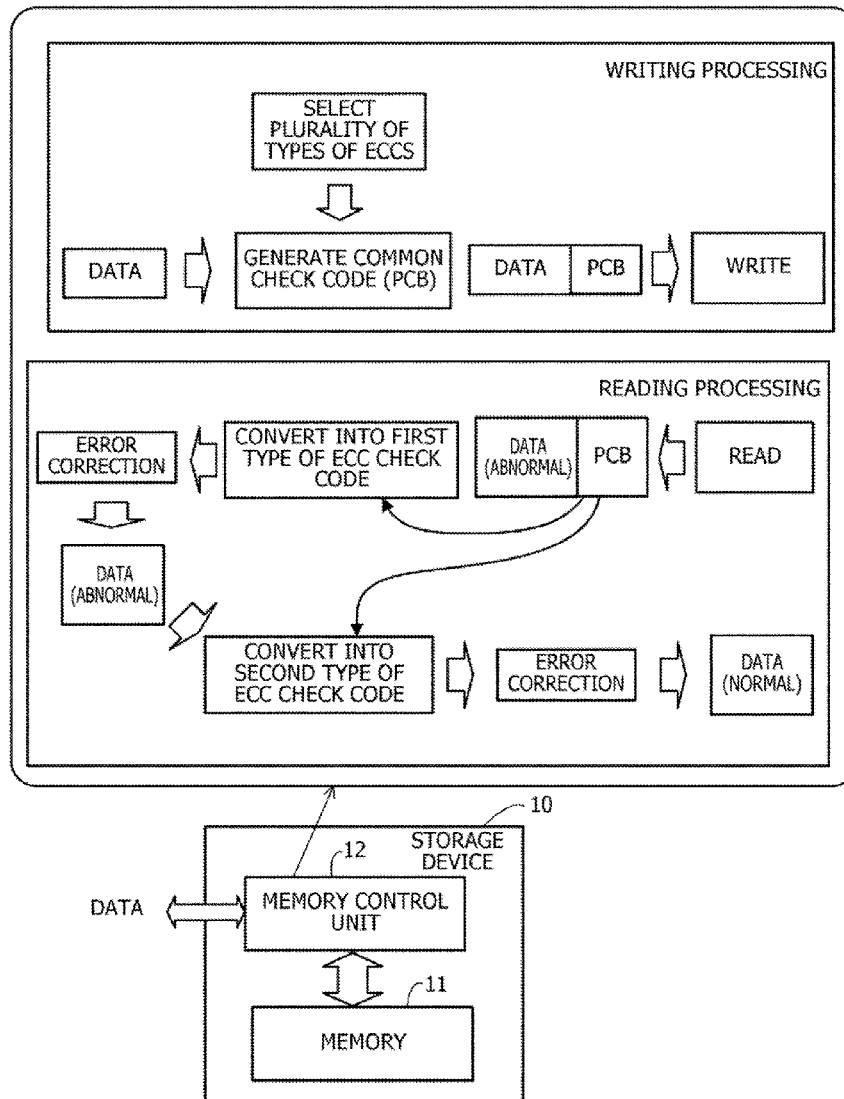 WRITING PROCESSING
SELECT
PLURALITY OF
TYPES OF ECCS
DATA
GENERATE COMMON
CHECK CODE (PCB)
DATA
PCB
WRITE
READING PROCESSING
ERROR
CORRECTION
CONVERT INTO FIRST
TYPE OF ECC CHECK
CODE
DATA
(ABNORMAL)
PCB
READ
DATA
(ABNORMAL)
CONVERT INTO
SECOND TYPE OF
ECC CHECK CODE
ERROR
CORRECTION
DATA
(NORMAL)
10
STORAGE
DEVICE
12
DATA
MEMORY CONTROL
UNIT
11
MEMORY